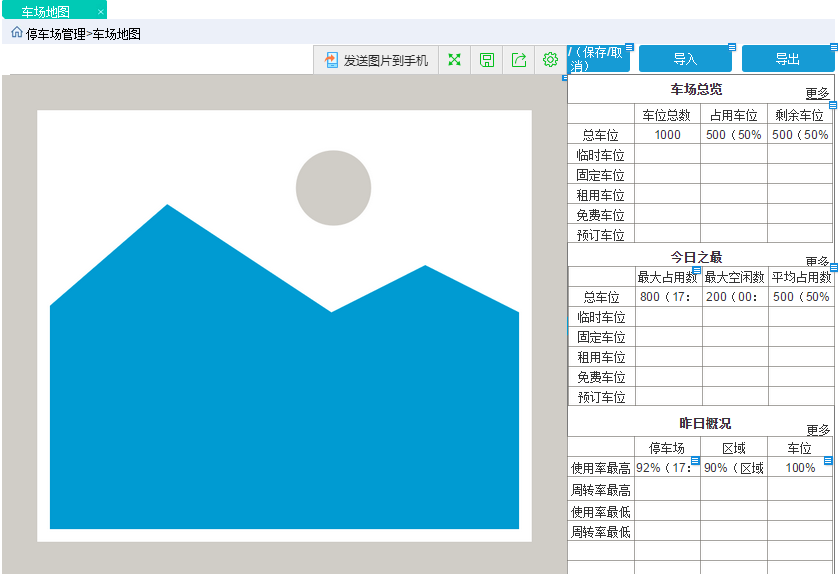 车场地图 ×
停车场管理>车场地图
发送图片到手机
/（保存/取
消）
导入
导出
车场总览
更多
车位总数 占用车位 剩余车位
总车位 1000 500（50% 500（50%
临时车位
固定车位
租用车位
免费车位
预订车位
今日之最
更多
最大占用数 最大空闲数 平均占用数
总车位 800（17: 200（00: 500（50%
临时车位
固定车位
租用车位
免费车位
预订车位
昨日概况
更多
停车场 区域 车位
使用率最高 92%（17: 90%（区域 100%
周转率最高
使用率最低
周转率最低